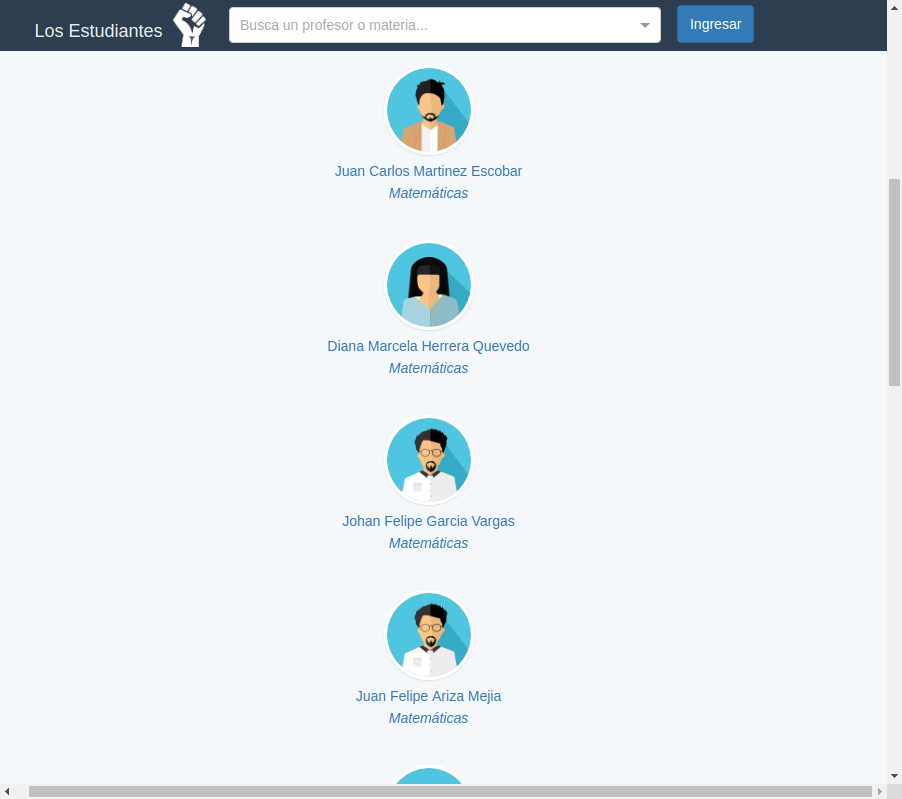 Los Estudiantes
Busca un profesor o materia...
Ingresar
Juan Carlos Martinez Escobar
Matemáticas
Diana Marcela Herrera Quevedo
Matemáticas
Johan Felipe Garcia Vargas
Matemáticas
Juan Felipe Ariza Mejia
Matemáticas